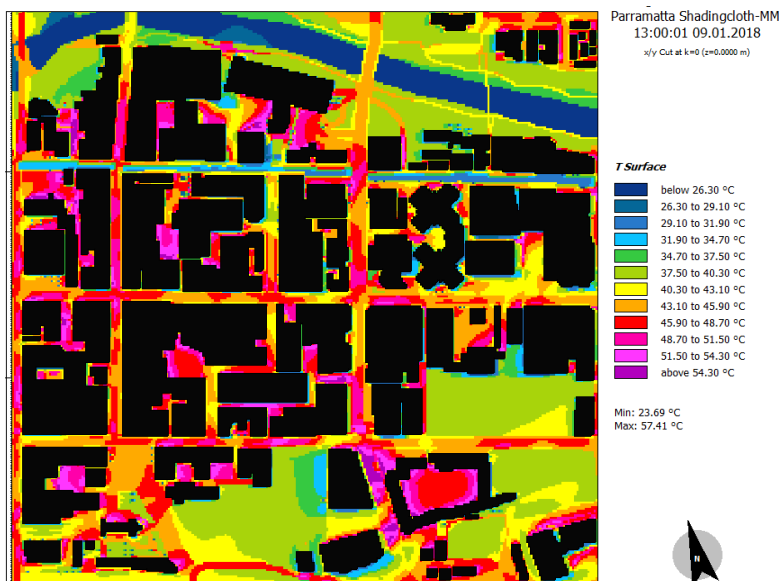 Parramatta Shadingcloth-MM
13:00:01 09.01.2018
x/y Cut at k=0 (z=0.0000 m)
T Surface
below 26.30 °C
26.30 to 29.10 °C
29.10 to 31.90 °C
31.90 to 34.70 °C
34.70 to 37.50 °C
37.50 to 40.30 °C
40.30 to 43.10 °C
43.10 to 45.90 °C
45.90 to 48.70 °C
48.70 to 51.50 °C
51.50 to 54.30 °C
above 54.30 °C
Min: 23.69 °C
Max: 57.41 °C
N